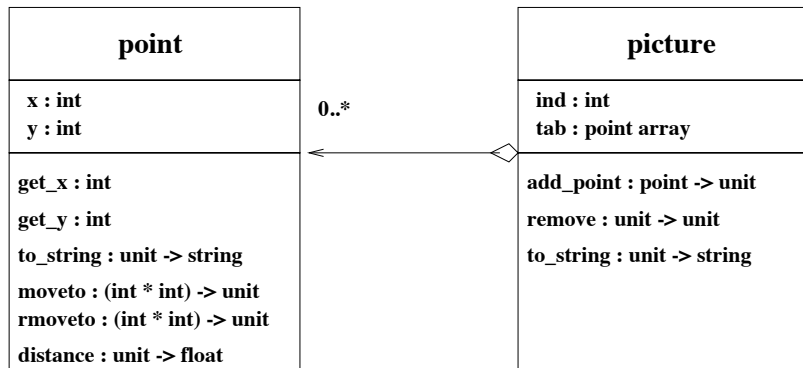 point
x : int
y : int
get_x : int
get_y : int
to_string : unit -> string
moveto : (int * int) -> unit
rmoveto : (int * int) -> unit
distance : unit -> float
0..*
picture
ind : int
tab : point array
add_point : point -> unit
remove : unit -> unit
to_string : unit -> string